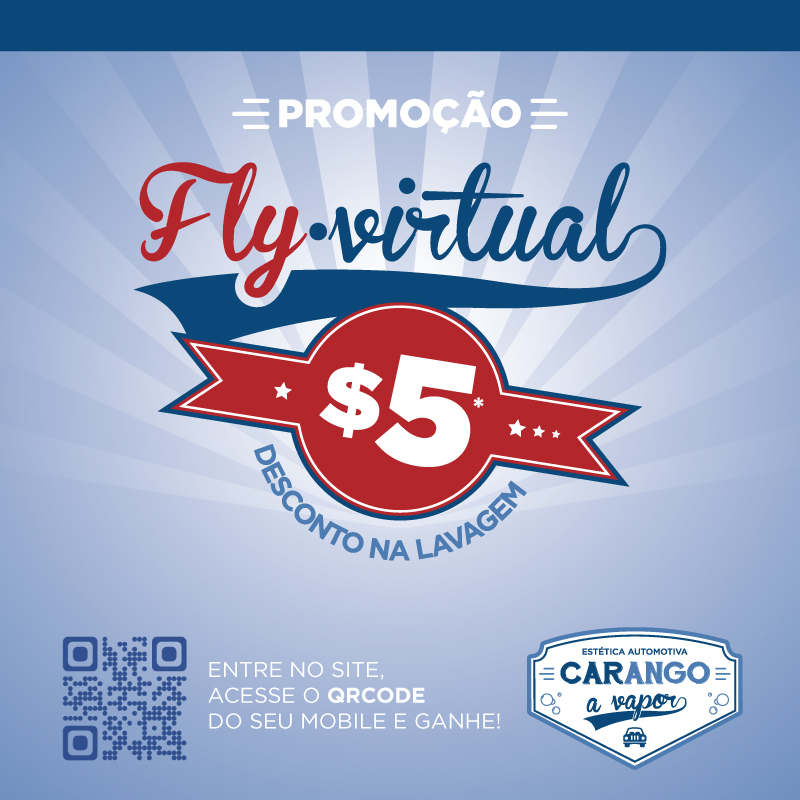 PROMOÇÃO
Fly·virtual
$5*
DESCONTO NA LAVAGEM
ENTRE NO SITE,
ACESSE O QRCODE
DO SEU MOBILE E GANHE!
ESTÉTICA AUTOMOTIVA
CARANGO
a vapor